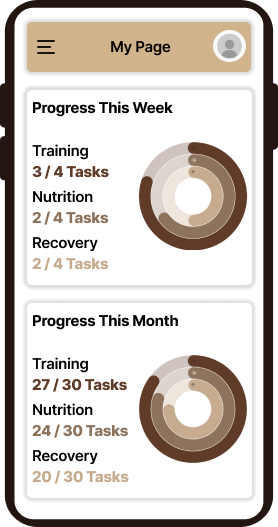 My Page
Progress This Week
Training
3 / 4 Tasks
Nutrition
2 / 4 Tasks
Recovery
2 / 4 Tasks
Progress This Month
Training
27 / 30 Tasks
Nutrition
24 / 30 Tasks
Recovery
20 / 30 Tasks